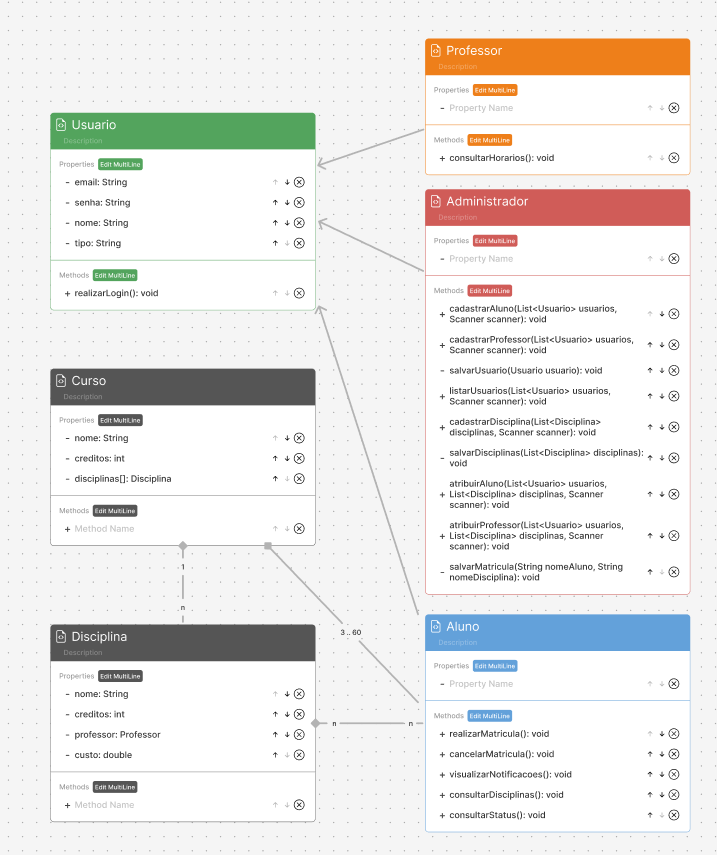 Professor
Description
Properties Edit MultiLine
- Property Name
Methods Edit MultiLine
+ consultarHorarios(): void
Usuario
Description
Properties Edit MultiLine
- email: String
- senha: String
- nome: String
- tipo: String
Methods Edit MultiLine
+ realizarLogin(): void
Administrador
Description
Properties Edit MultiLine
- Property Name
Methods Edit MultiLine
+ cadastrarAluno(List<Usuario> usuarios,
Scanner scanner): void
+ cadastrarProfessor(List<Usuario> usuarios,
Scanner scanner): void
- salvarUsuario(Usuario usuario): void
+ listarUsuarios(List<Usuario> usuarios,
Scanner scanner): void
+ cadastrarDisciplina(List<Disciplina>
disciplinas, Scanner scanner): void
- salvarDisciplinas(List<Disciplina> disciplinas):
void
+ atribuirAluno(List<Usuario> usuarios,
List<Disciplina> disciplinas, Scanner
scanner): void
+ atribuirProfessor(List<Usuario> usuarios,
List<Disciplina> disciplinas, Scanner
scanner): void
- salvarMatricula(String nomeAluno, String
nomeDisciplina): void
Curso
Description
Properties Edit MultiLine
- nome: String
- creditos: int
- disciplinas[]: Disciplina
Methods Edit MultiLine
+ Method Name
1
n
3 .. 60
Disciplina
Description
Properties Edit MultiLine
- nome: String
- creditos: int
- professor: Professor
- custo: double
Methods Edit MultiLine
+ Method Name
n
n
Aluno
Description
Properties Edit MultiLine
- Property Name
Methods Edit MultiLine
+ realizarMatricula(): void
+ cancelarMatricula(): void
+ visualizarNotificacoes(): void
+ consultarDisciplinas(): void
+ consultarStatus(): void